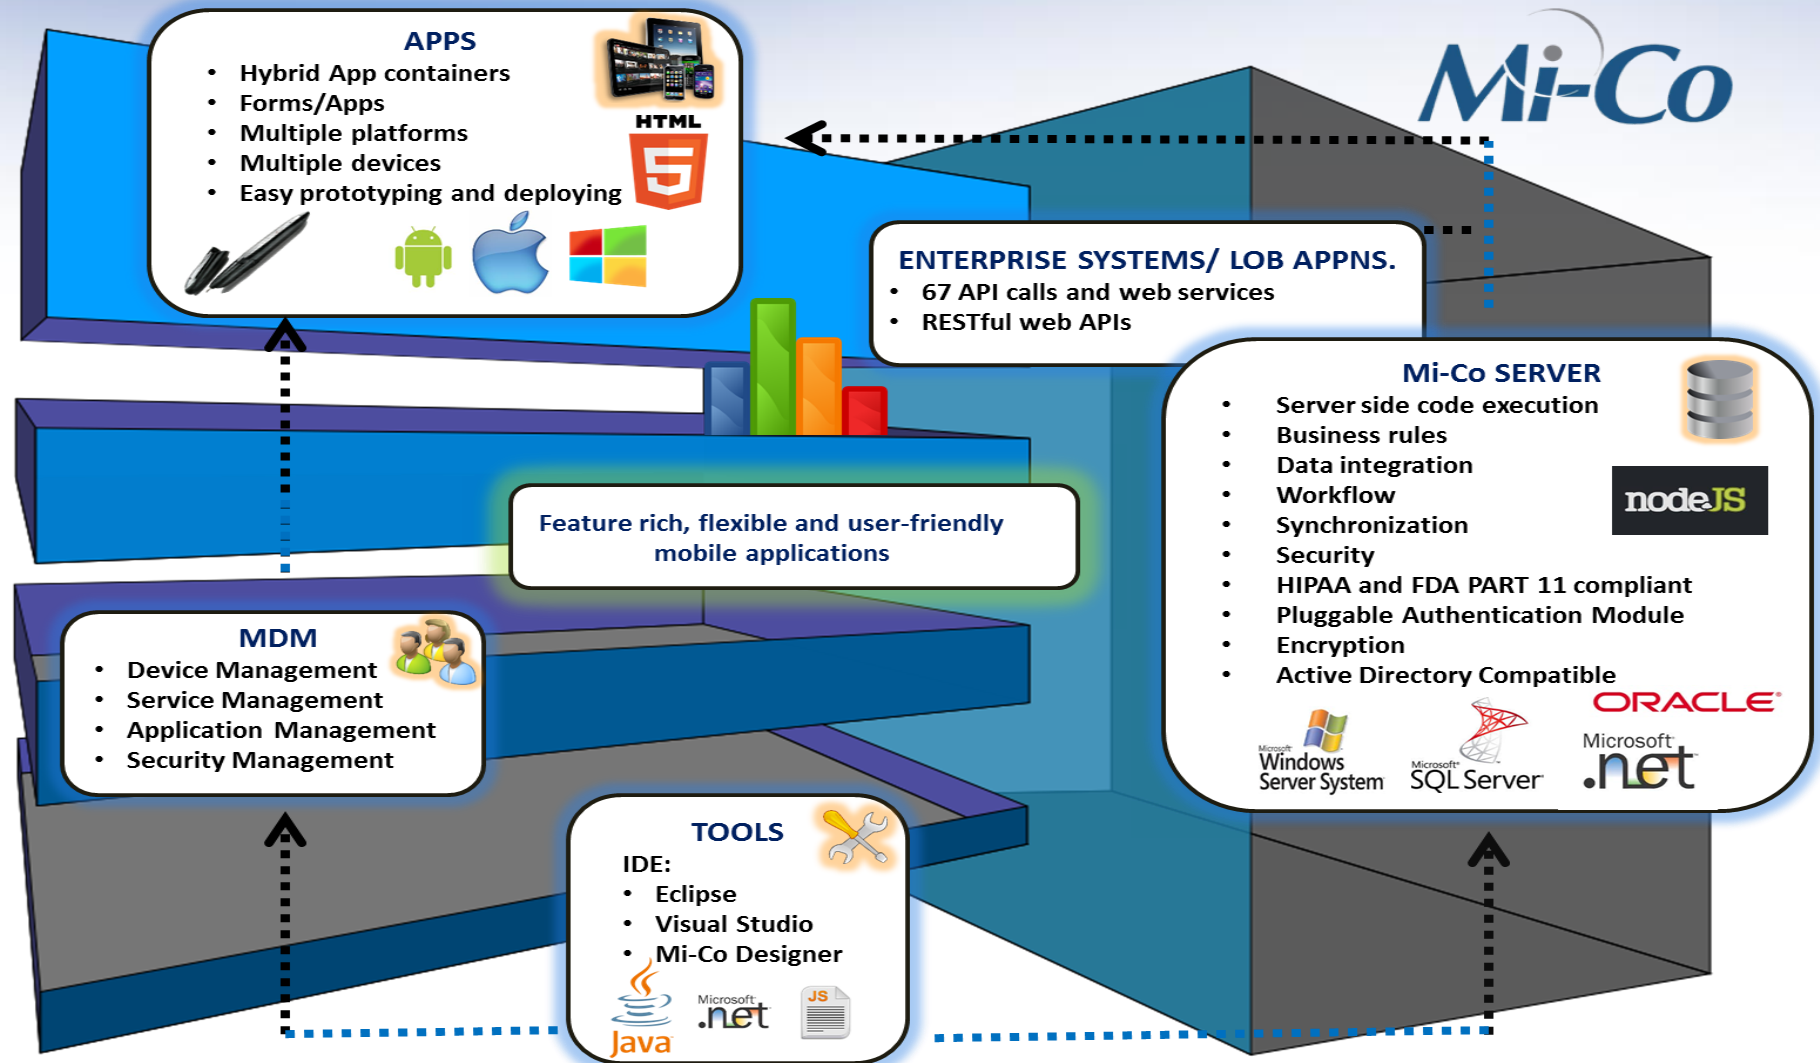 Mi-Co
APPS
• Hybrid App containers
• Forms/Apps
• Multiple platforms
• Multiple devices
• Easy prototyping and deploying
HTML
5
ENTERPRISE SYSTEMS/ LOB APPNS.
• 67 API calls and web services
• RESTful web APIs
Mi-Co SERVER
• Server side code execution
• Business rules
• Data integration
• Workflow
• Synchronization
• Security
• HIPAA and FDA PART 11 compliant
• Pluggable Authentication Module
• Encryption
• Active Directory Compatible
nodeJS
ORACLE
Microsoft
Windows
Server System
Microsoft
SQL Server
Microsoft
.net
Feature rich, flexible and user-friendly
mobile applications
MDM
• Device Management
• Service Management
• Application Management
• Security Management
TOOLS
IDE:
• Eclipse
• Visual Studio
• Mi-Co Designer
Java
Microsoft
.net
JS